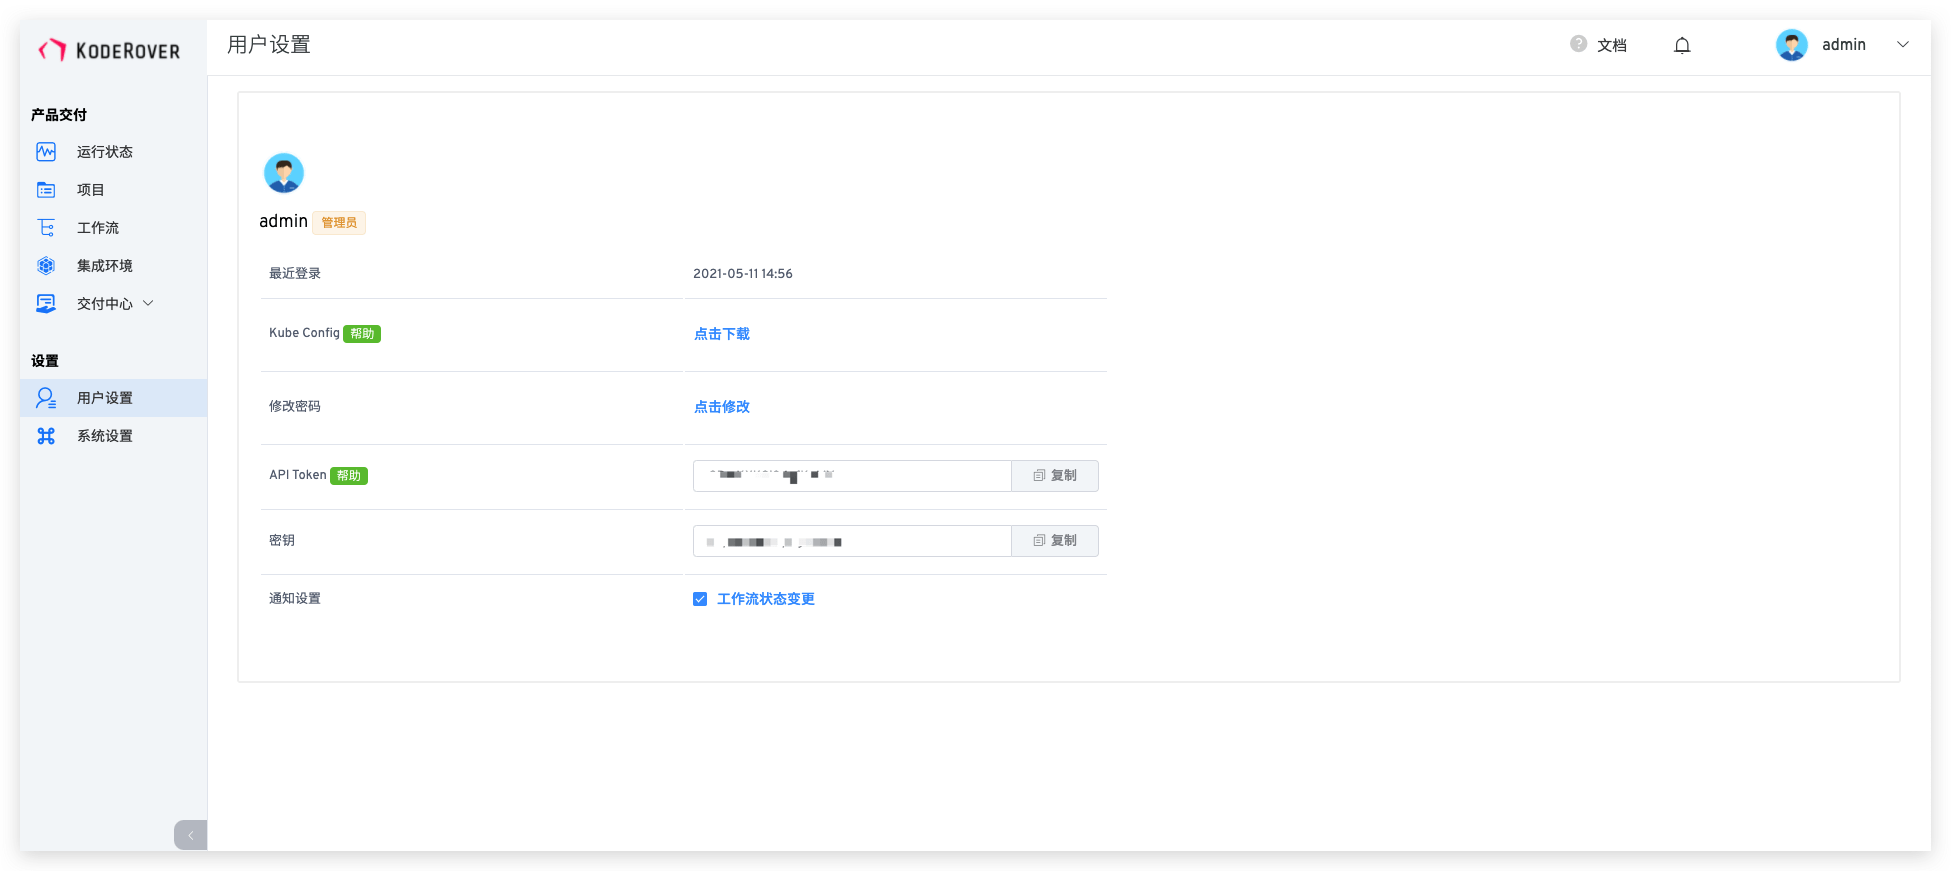 KODEROVER
用户设置
? 文档
admin
产品交付
运行状态
项目
工作流
集成环境
交付中心
设置
用户设置
系统设置
admin 管理员
最近登录 2021-05-11 14:56
Kube Config 帮助 点击下载
修改密码 点击修改
API Token 帮助 复制
密钥 复制
通知设置 工作流状态变更